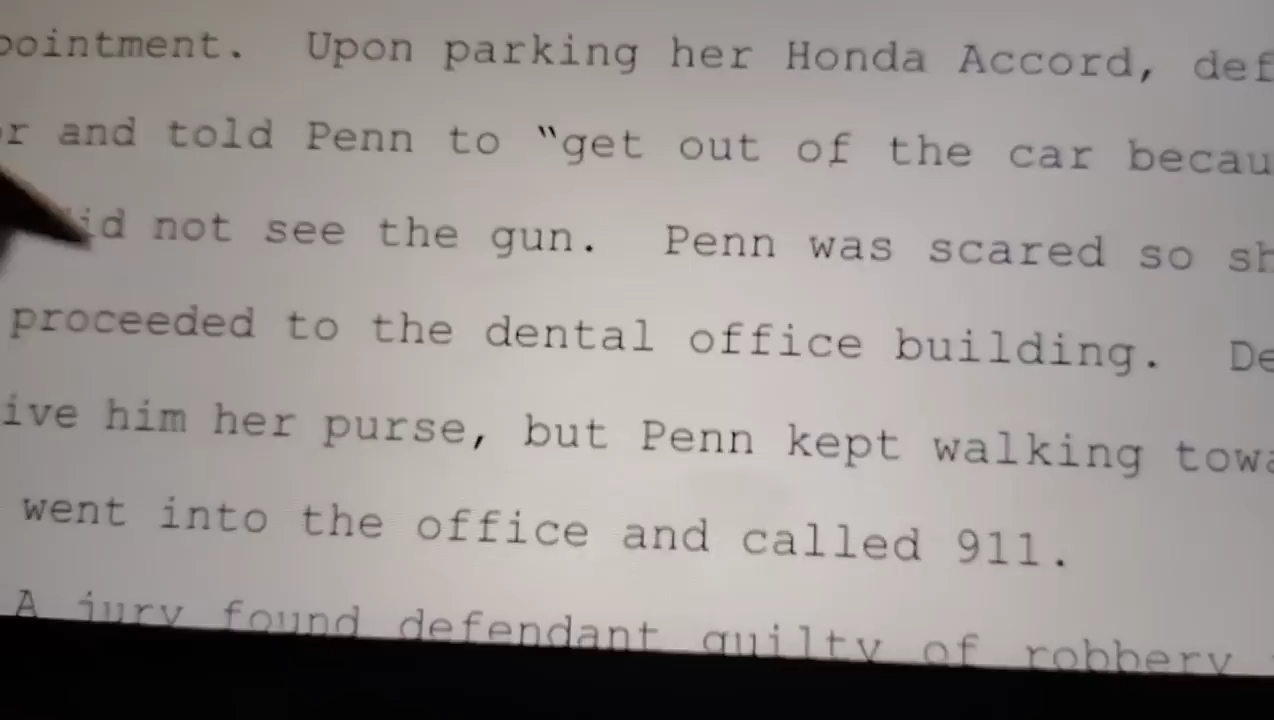 pointment. Upon parking her Honda Accord, def
r and told Penn to "get out of the car becau
id not see the gun. Penn was scared so sh
proceeded to the dental office building. De
ive him her purse, but Penn kept walking towa
went into the office and called 911.
A jury found defendant guilty of robbery